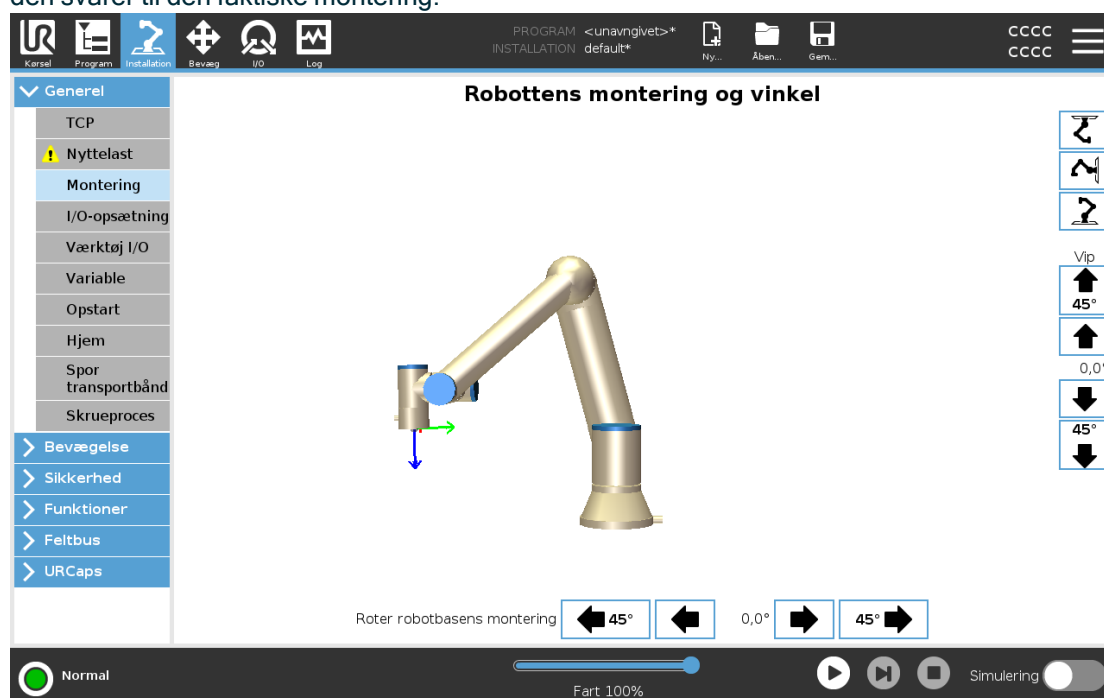 den svarer til den faktiske montering.
PROGRAM <unavngivet>*
INSTALLATION default*
Kørsel
Program
Installation
Bevæg
I/O
Log
Ny...
Åben...
Gem...
CCCC
CCCC
Generel
Robottens montering og vinkel
TCP
Nyttelast
Montering
I/O-opsætning
Værktøj I/O
Variable
Opstart
Hjem
Spor
transportbånd
Skrueproces
Bevægelse
Sikkerhed
Funktioner
Feltbus
URCaps
Vip
45°
0,0°
45°
Roter robotbasens montering
45°
0,0°
45°
Normal
Fart 100%
Simulering